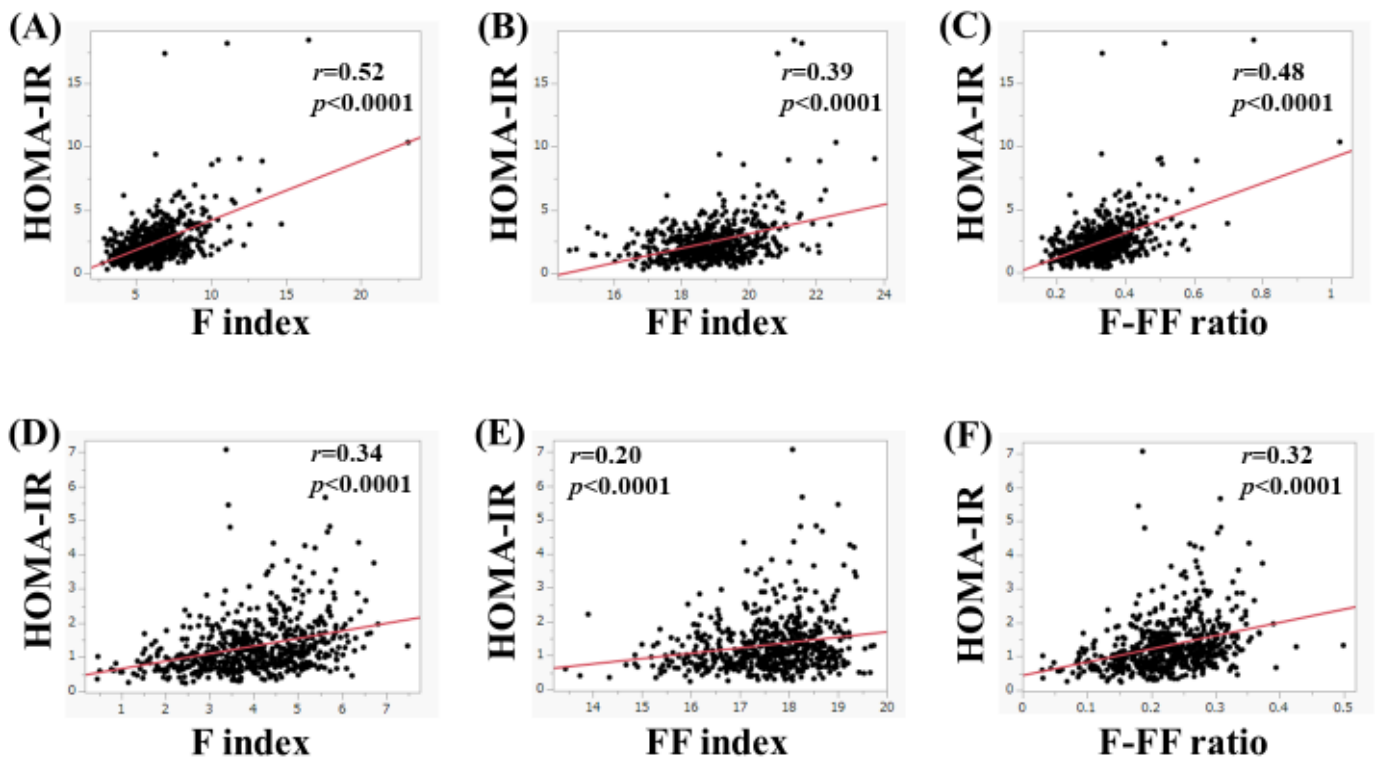 (A)
HOMA-IR
15
10
5
0
r=0.52
p<0.0001
5 10 15 20
F index
(B)
HOMA-IR
15
10
5
0
r=0.39
p<0.0001
16 18 20 22 24
FF index
(C)
HOMA-IR
15
10
5
0
r=0.48
p<0.0001
0.2 0.4 0.6 0.8 1
F-FF ratio
(D)
HOMA-IR
7
6
5
4
3
2
1
0
r=0.34
p<0.0001
1 2 3 4 5 6 7
F index
(E)
HOMA-IR
7
6
5
4
3
2
1
0
r=0.20
p<0.0001
14 15 16 17 18 19 20
FF index
(F)
HOMA-IR
7
6
5
4
3
2
1
0
r=0.32
p<0.0001
0 0.1 0.2 0.3 0.4 0.5
F-FF ratio